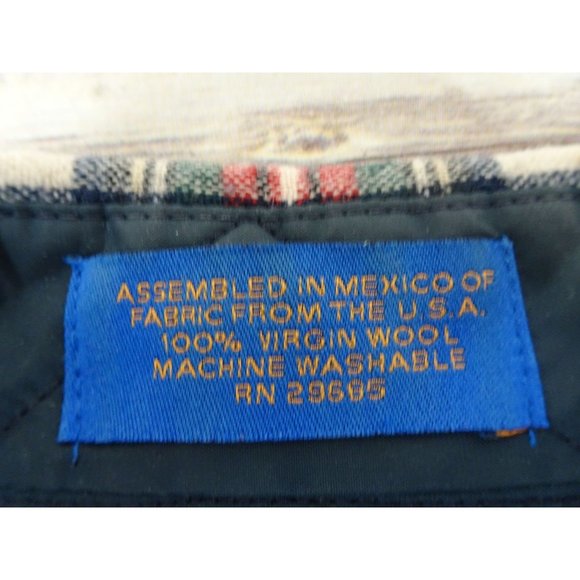 ASSEMBLED IN MEXICO OF
FABRIC FROM THE U.S.A.
100% VIRGIN WOOL
MACHINE WASHABLE
RN 29685